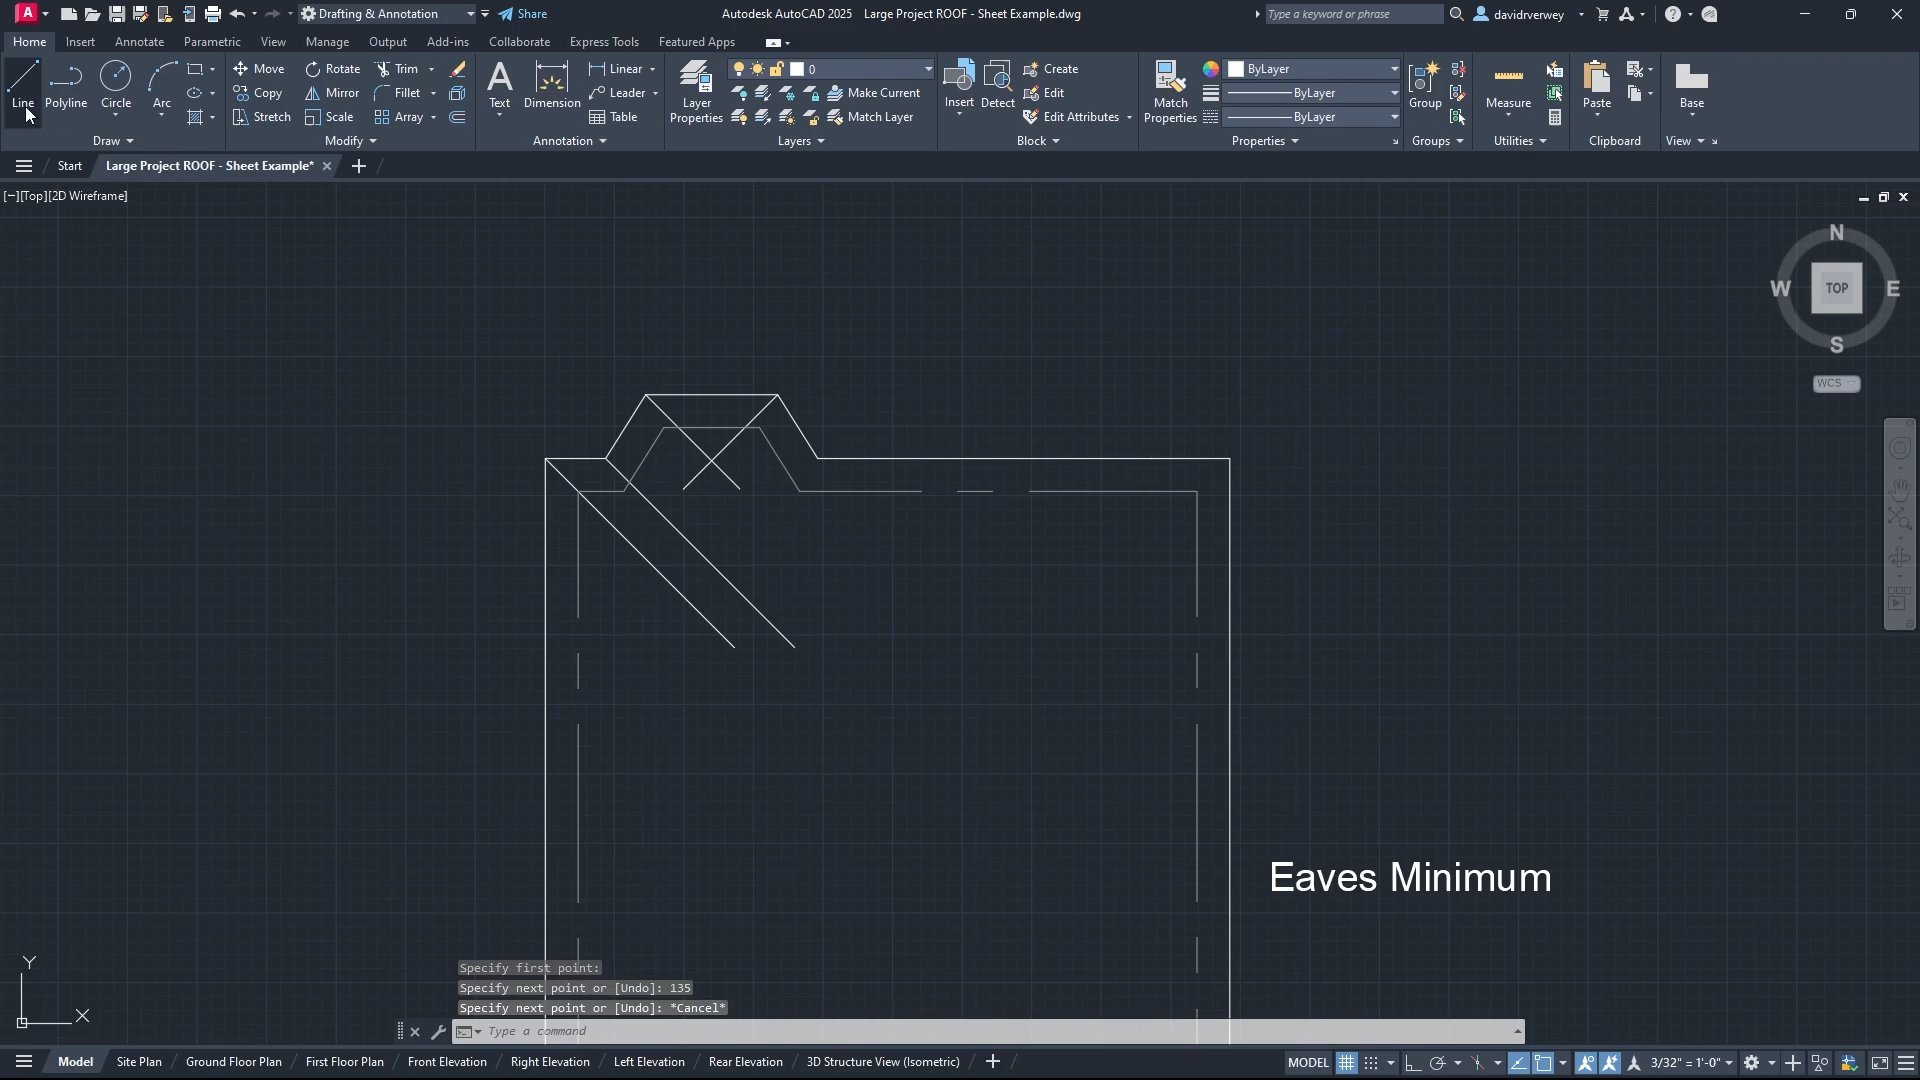 A Drafting & Annotation Share Autodesk AutoCAD 2025 Large Project ROOF - Sheet Example.dwg Type a keyword or phrase davidrverwey
Home Insert Annotate Parametric View Manage Output Add-ins Collaborate Express Tools Featured Apps
Line Polyline Circle Arc
Move Rotate Trim
Copy Mirror Fillet
Stretch Scale Array
Text Dimension
Linear
Leader
Table
Layer Properties
0
Make Current
Match Layer
Insert Detect
Create
Edit
Edit Attributes
Match Properties
ByLayer
ByLayer
ByLayer
Group
Measure
Paste
Base
Draw Modify Annotation Layers Block Properties Groups Utilities Clipboard View
Start Large Project ROOF - Sheet Example*
[−][Top][2D Wireframe]
N
W TOP E
S
WCS
Eaves Minimum
Y
X
Specify first point:
Specify next point or [Undo]: 135
Specify next point or [Undo]: *Cancel*
Type a command
Model Site Plan Ground Floor Plan First Floor Plan Front Elevation Right Elevation Left Elevation Rear Elevation 3D Structure View (Isometric) MODEL 3/32" = 1'-0"